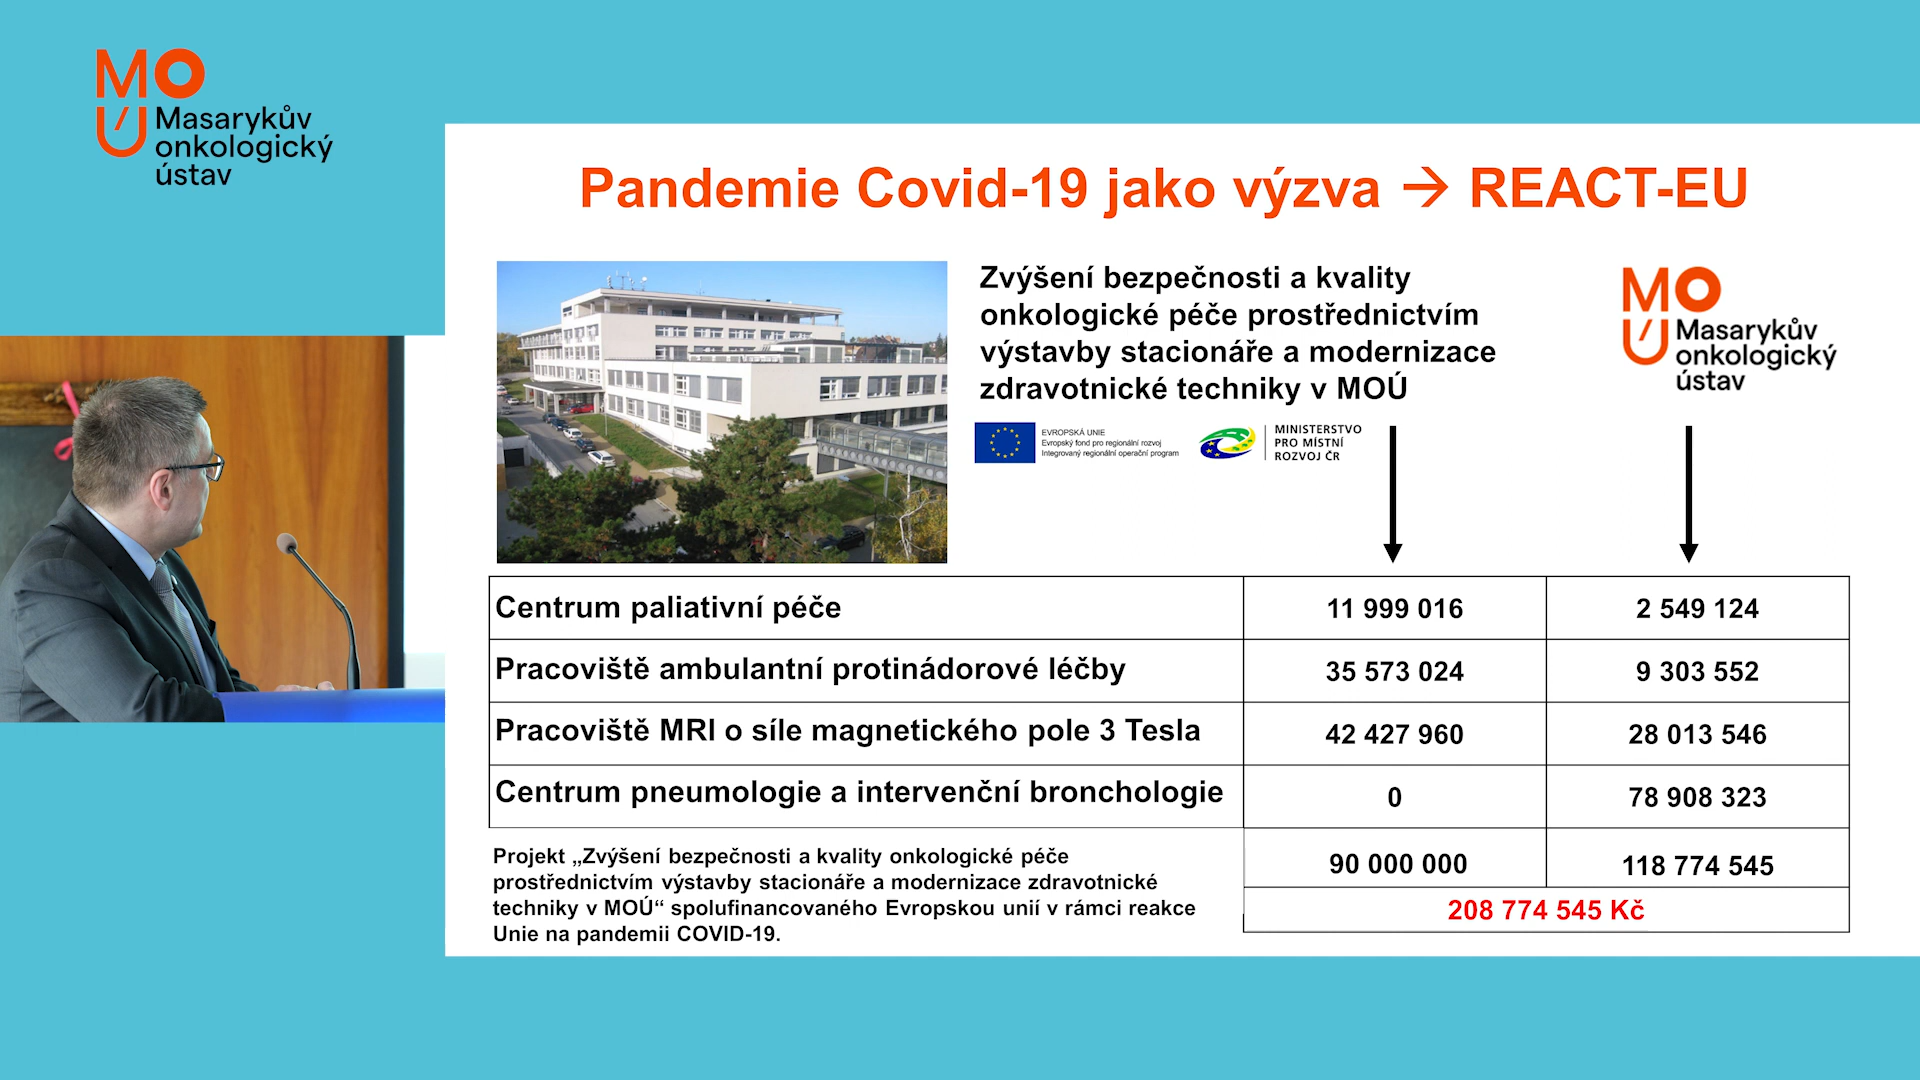 MOÚ
Masarykův
onkologický
ústav
Pandemie Covid-19 jako výzva → REACT-EU
Zvýšení bezpečnosti a kvality
onkologické péče prostřednictvím
výstavby stacionáře a modernizace
zdravotnické techniky v MOÚ
MOÚ
Masarykův
onkologický
ústav
EVROPSKÁ UNIE
Evropský fond pro regionální rozvoj
Integrovaný regionální operační program
MINISTERSTVO
PRO MÍSTNÍ
ROZVOJ ČR
Centrum paliativní péče 11 999 016 2 549 124
Pracoviště ambulantní protinádorové léčby 35 573 024 9 303 552
Pracoviště MRI o síle magnetického pole 3 Tesla 42 427 960 28 013 546
Centrum pneumologie a intervenční bronchologie 0 78 908 323
90 000 000 118 774 545
208 774 545 Kč
Projekt „Zvýšení bezpečnosti a kvality onkologické péče
prostřednictvím výstavby stacionáře a modernizace zdravotnické
techniky v MOÚ“ spolufinancovaného Evropskou unií v rámci reakce
Unie na pandemii COVID-19.